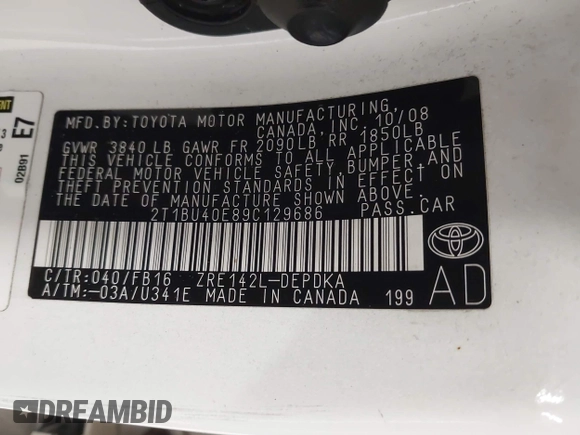 MFD.BY:TOYOTA MOTOR MANUFACTURING,
CANADA,INC. 10/08
GVWR 3840LB GAWR FR 2090LB RR 1850LB
THIS VEHICLE CONFORMS TO ALL APPLICABLE
FEDERAL MOTOR VEHICLE SAFETY,BUMPER,AND
THEFT PREVENTION STANDARDS IN EFFECT ON
THE DATE OF MANUFACTURE SHOWN ABOVE.
2T1BU40E89C129686 PASS.CAR
C/TR:040/FB16 ZRE142L-DEPDKA
A/TM:-03A/U341E MADE IN CANADA 199
AD
E7
02B91
DREAMBID